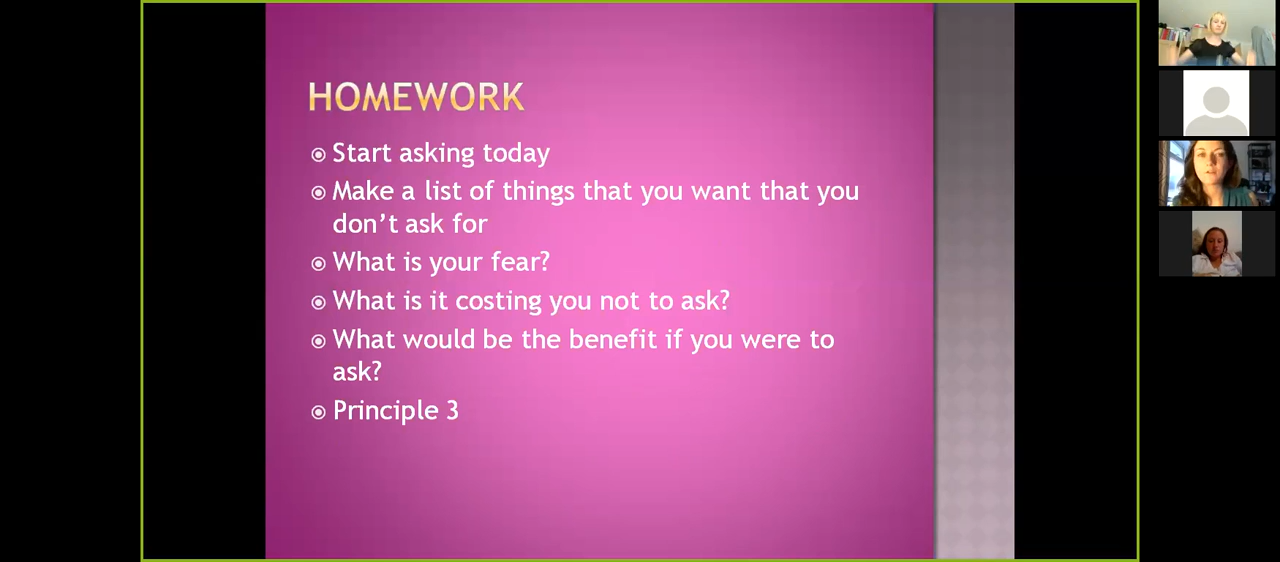 HOMEWORK
Start asking today
Make a list of things that you want that you
don't ask for
What is your fear?
What is it costing you not to ask?
What would be the benefit if you were to
ask?
Principle 3